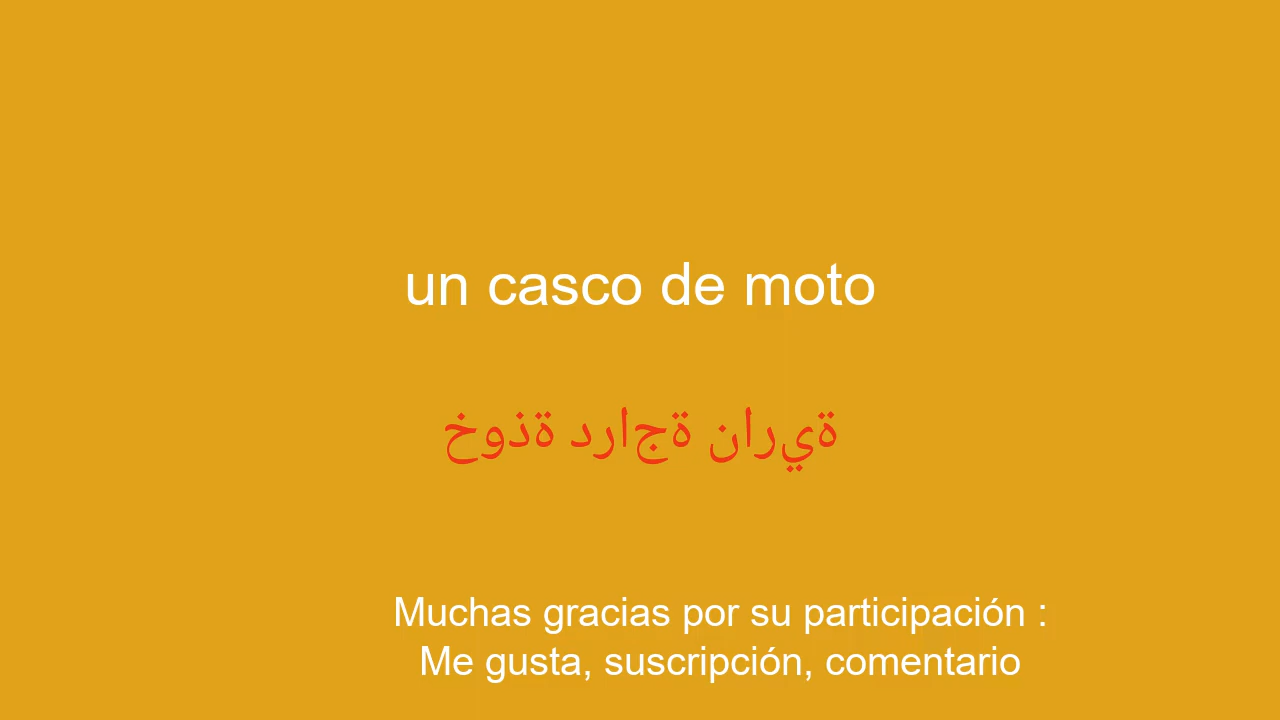 un casco de moto
خوذة دراجة نارية
Muchas gracias por su participación :
Me gusta, suscripción, comentario